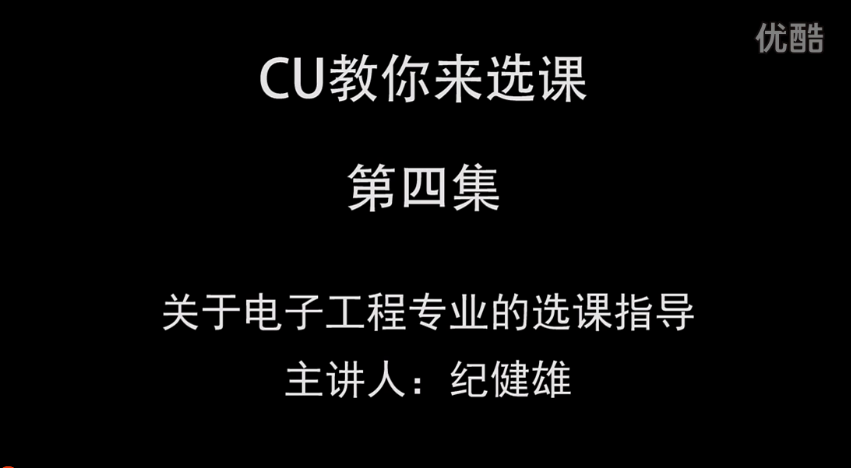 优酷
CU教你来选课
第四集
关于电子工程专业的选课指导
主讲人：纪健雄